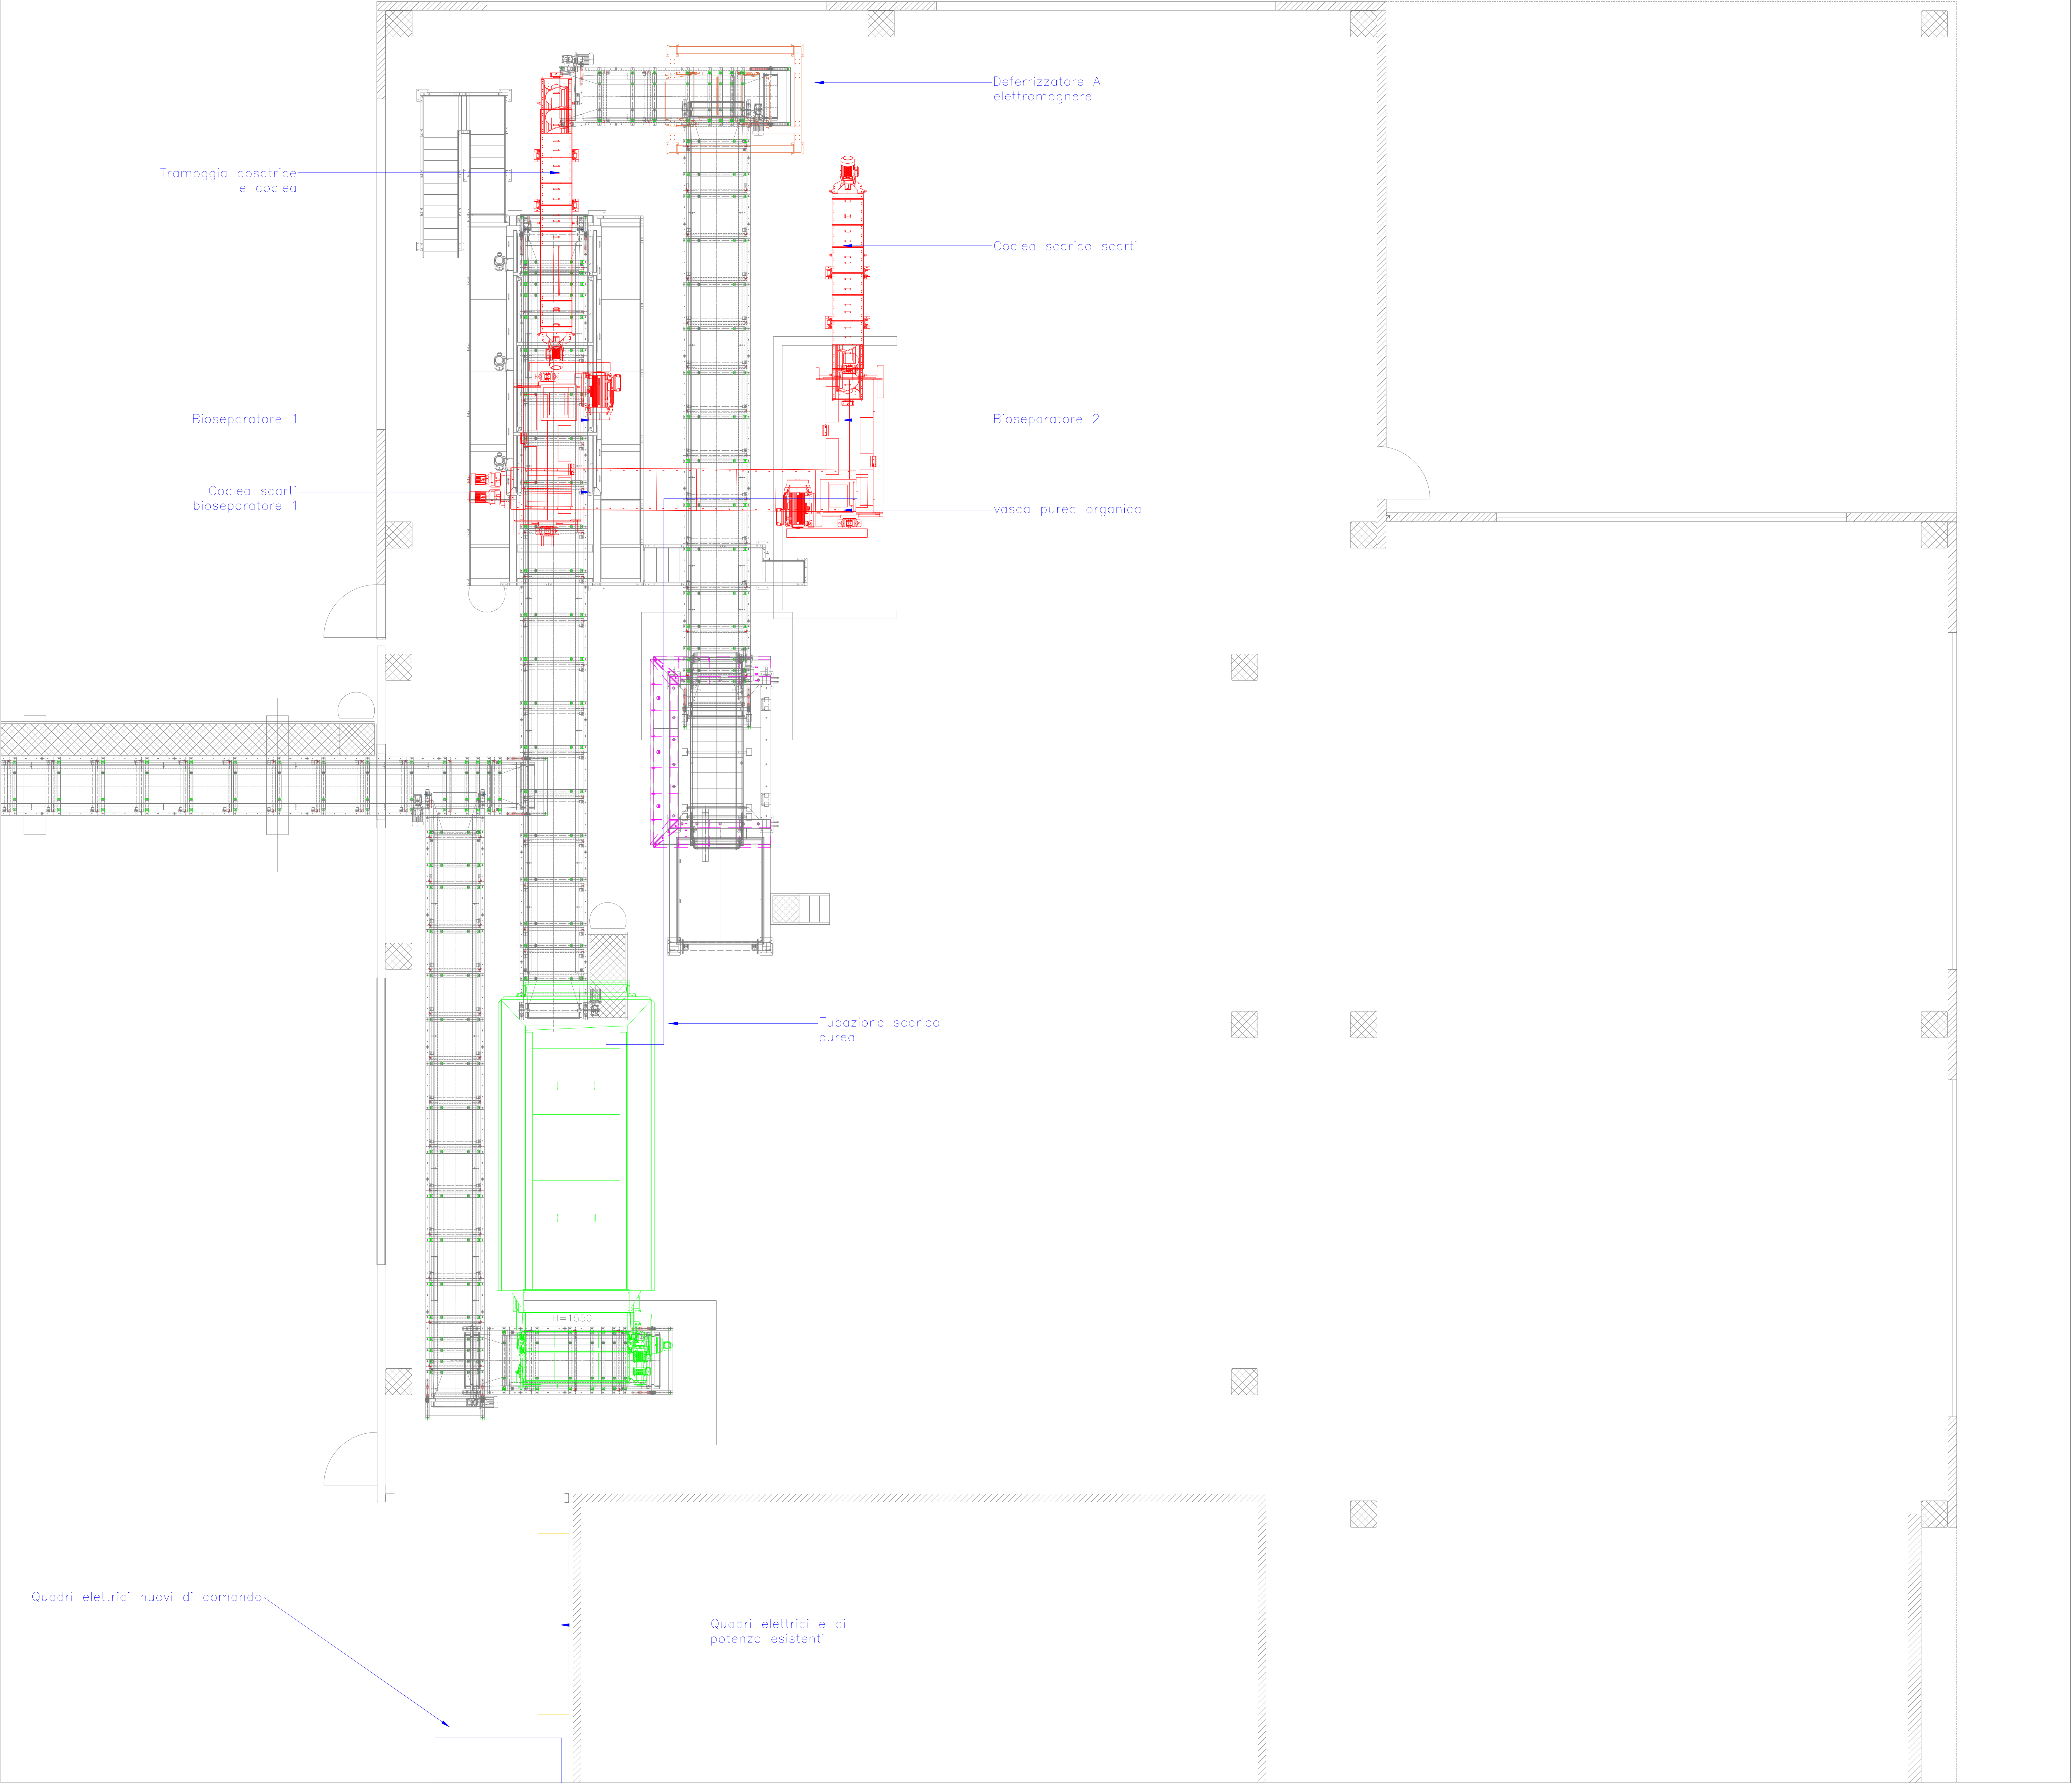 Deferrizzatore A
elettromagnere
Tramoggia dosatrice
e coclea
Coclea scarico scarti
Bioseparatore 1
Bioseparatore 2
Coclea scarti
bioseparatore 1
vasca purea organica
Tubazione scarico
purea
H=1550
Quadri elettrici nuovi di comando
Quadri elettrici e di
potenza esistenti